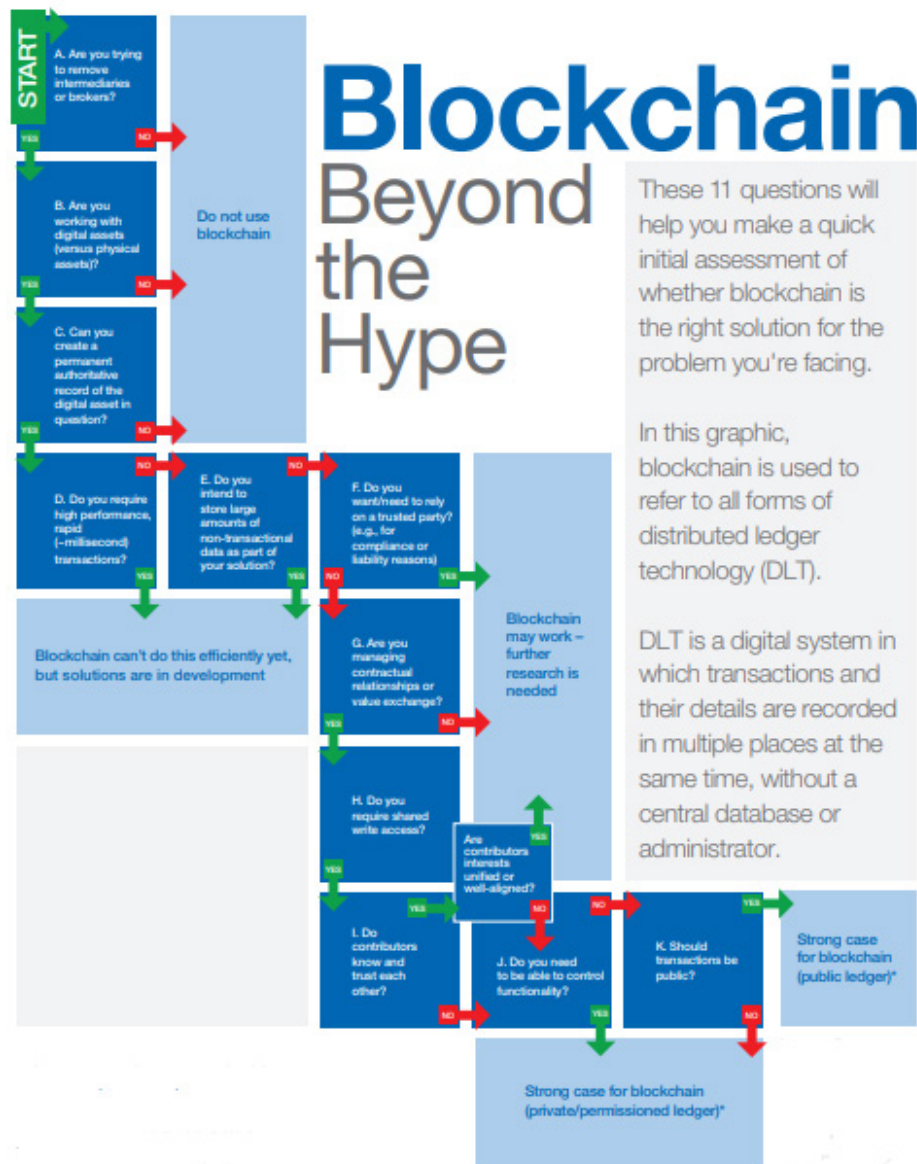 START
A. Are you trying
to remove
intermediaries
or brokers?
YES
NO
B. Are you
working with
digital assets
(versus physical
assets)?
YES
NO
Do not use
blockchain
C. Can you
create a
permanent
authoritative
record of the
digital asset in
question?
YES
NO
Blockchain
Beyond
the
Hype
These 11 questions will
help you make a quick
initial assessment of
whether blockchain is
the right solution for the
problem you're facing.
In this graphic,
blockchain is used to
refer to all forms of
distributed ledger
technology (DLT).
DLT is a digital system in
which transactions and
their details are recorded
in multiple places at the
same time, without a
central database or
administrator.
NO
D. Do you require
high performance,
rapid
(~millisecond)
transactions?
YES
NO
E. Do you
intend to
store large
amounts of
non-transactional
data as part of
your solution?
YES
F. Do you
want/need to rely
on a trusted party?
(e.g., for
compliance or
liability reasons)
NO
YES
Blockchain can't do this efficiently yet,
but solutions are in development
Blockchain
may work –
further
research is
needed
G. Are you
managing
contractual
relationships or
value exchange?
YES
NO
H. Do you
require shared
write access?
YES
Are
contributors
interests
unified or
well-aligned?
YES
NO
YES
I. Do
contributors
know and
trust each
other?
NO
NO
J. Do you need
to be able to control
functionality?
YES
YES
K. Should
transactions be
public?
NO
Strong case
for blockchain
(public ledger)*
Strong case for blockchain
(private/permissioned ledger)*